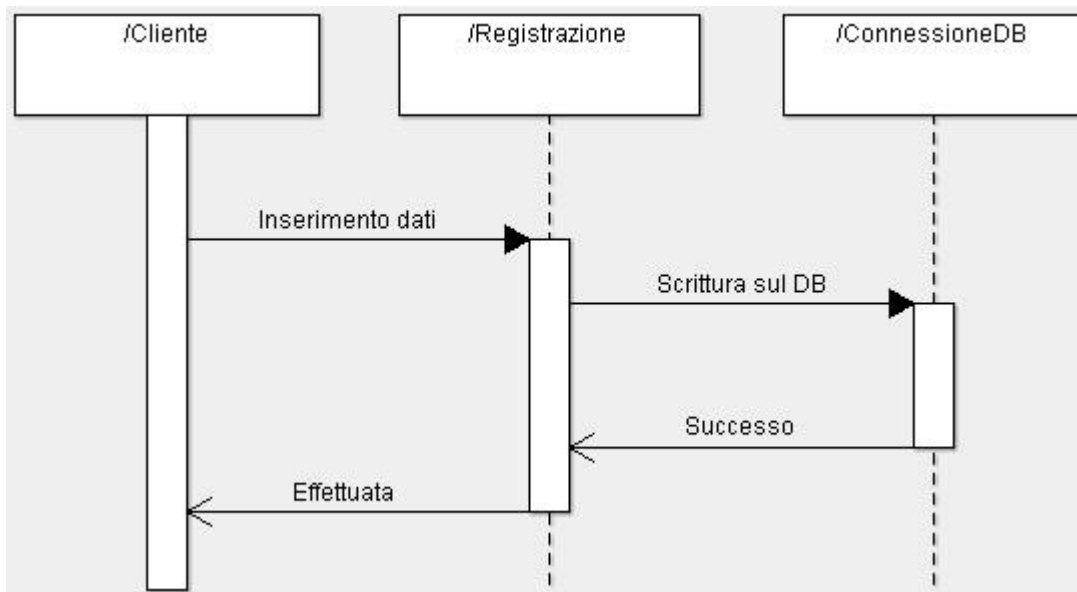 /Cliente
/Registrazione
/ConnessioneDB
Inserimento dati
Scrittura sul DB
Successo
Effettuata